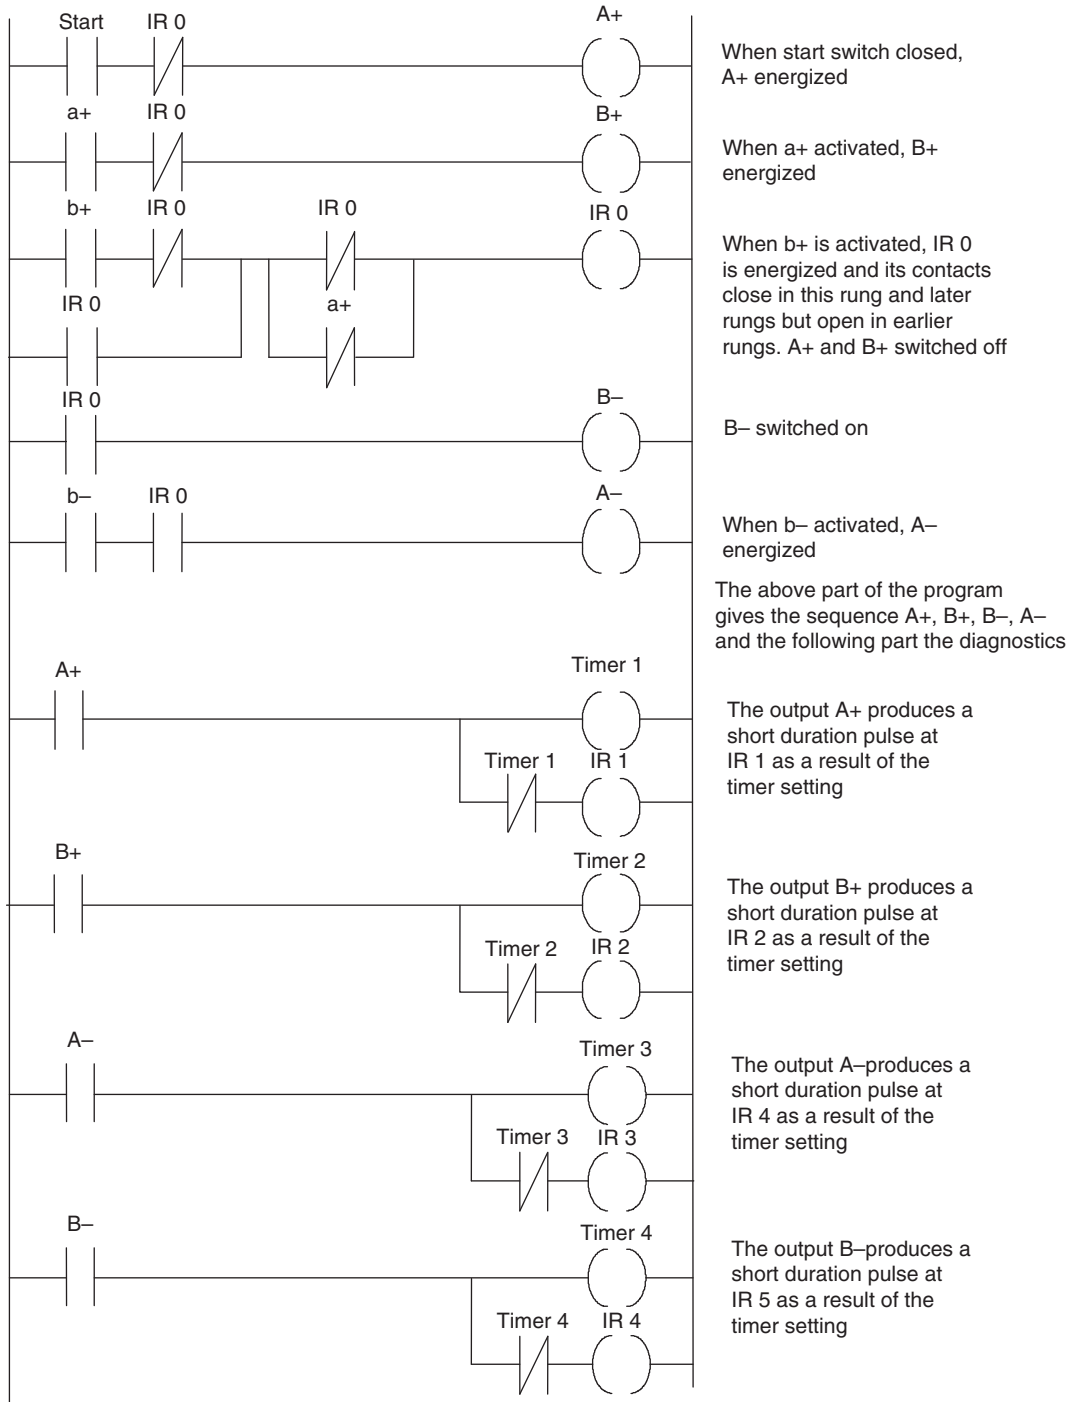 Start IR 0 A+
When start switch closed,
A+ energized
a+ IR 0 B+
When a+ activated, B+
energized
b+ IR 0 IR 0 IR 0
When b+ is activated, IR 0
is energized and its contacts
close in this rung and later
rungs but open in earlier
rungs. A+ and B+ switched off
IR 0 a+
IR 0 B–
B– switched on
b– IR 0 A–
When b– activated, A–
energized
The above part of the program
gives the sequence A+, B+, B–, A–
and the following part the diagnostics
A+ Timer 1
Timer 1 IR 1
The output A+ produces a
short duration pulse at
IR 1 as a result of the
timer setting
B+ Timer 2
Timer 2 IR 2
The output B+ produces a
short duration pulse at
IR 2 as a result of the
timer setting
A– Timer 3
Timer 3 IR 3
The output A–produces a
short duration pulse at
IR 4 as a result of the
timer setting
B– Timer 4
Timer 4 IR 4
The output B–produces a
short duration pulse at
IR 5 as a result of the
timer setting